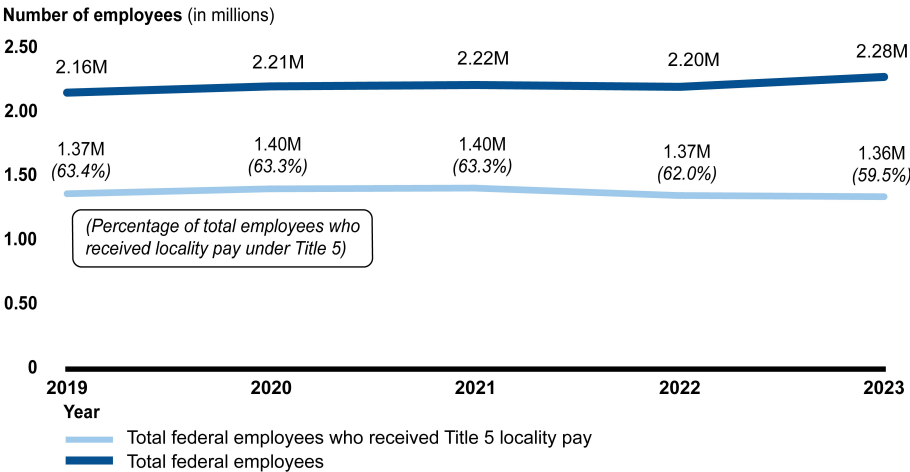 Number of employees (in millions)
2.50
2.16M
2.21M
2.22M
2.20M
2.28M
2.00
1.37M
(63.4%)
1.40M
(63.3%)
1.40M
(63.3%)
1.37M
(62.0%)
1.36M
(59.5%)
1.50
(Percentage of total employees who
received locality pay under Title 5)
1.00
0.50
0
2019
2020
2021
2022
2023
Year
Total federal employees who received Title 5 locality pay
Total federal employees